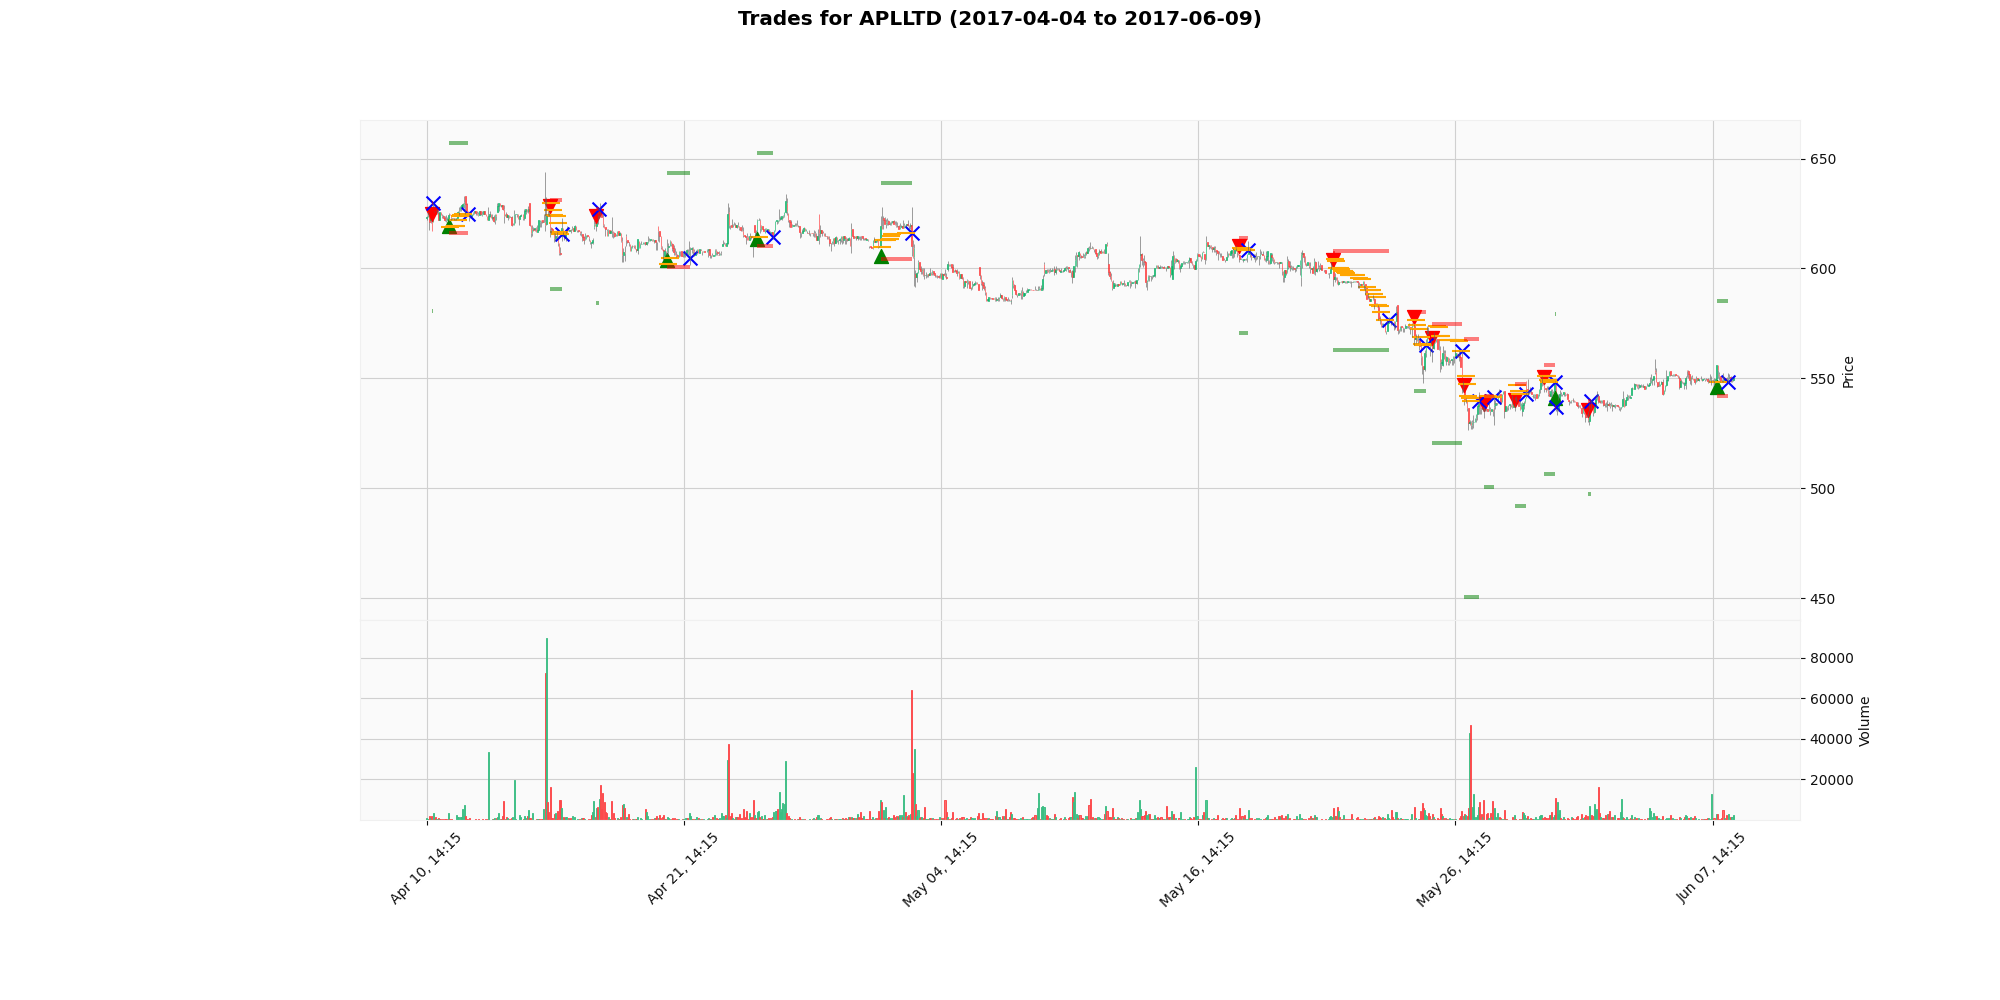 Trades for APLLTD (2017-04-04 to 2017-06-09)
650
600
550
500
450
Price
80000
60000
40000
20000
Volume
Apr 10, 14:15
Apr 21, 14:15
May 04, 14:15
May 16, 14:15
May 26, 14:15
Jun 07, 14:15